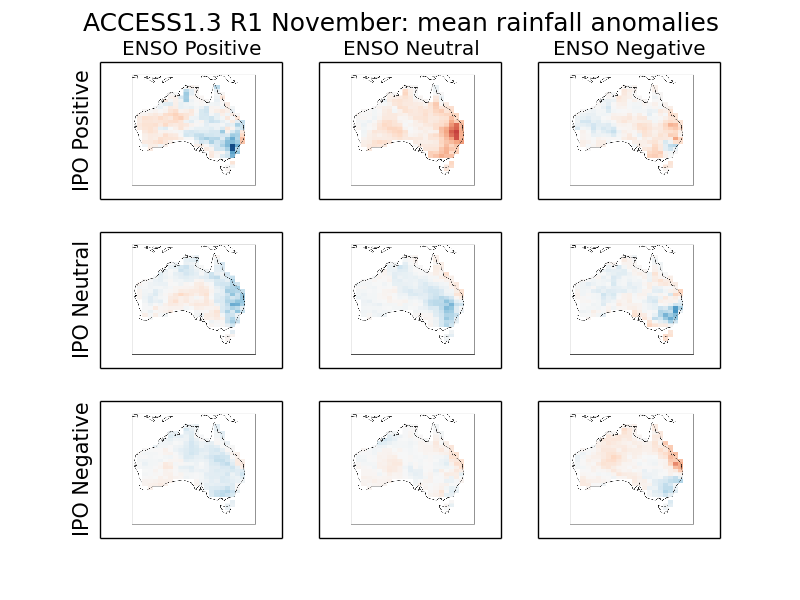 ACCESS1.3 R1 November: mean rainfall anomalies
ENSO Positive
ENSO Neutral
ENSO Negative
IPO Positive
IPO Neutral
IPO Negative